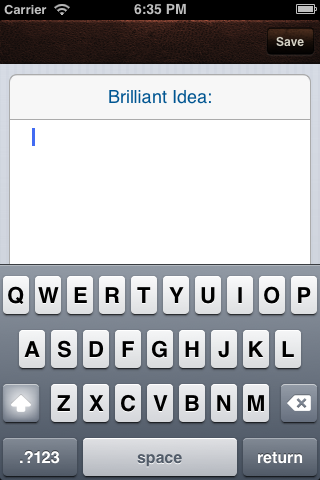 Carrier 6:35 PM
Save
Brilliant Idea:
Q W E R T Y U I O P
A S D F G H J K L
Z X C V B N M
.?123 space return